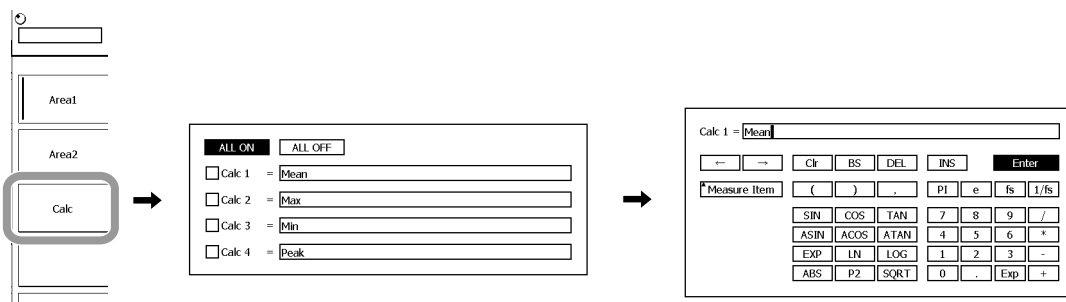 Area1
Area2
Calc
ALL ON ALL OFF
Calc 1 = Mean
Calc 2 = Max
Calc 3 = Min
Calc 4 = Peak
Calc 1 = Mean
← → Clr BS DEL INS Enter
Measure Item ( ) , PI e fs 1/fs
SIN COS TAN 7 8 9 /
ASIN ACOS ATAN 4 5 6 *
EXP LN LOG 1 2 3 -
ABS P2 SQRT 0 . Exp +